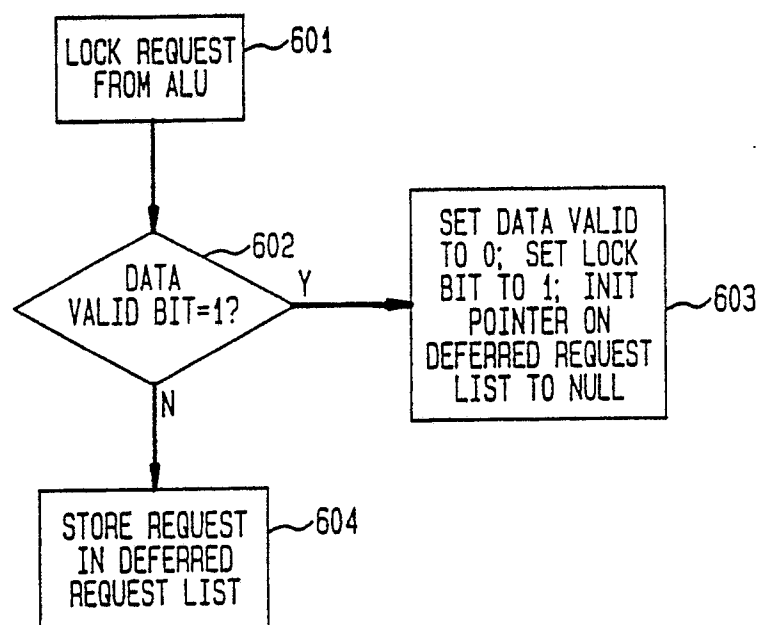 LOCK REQUEST
FROM ALU
601
DATA
VALID BIT=1?
602
Y
N
SET DATA VALID
TO 0; SET LOCK
BIT TO 1; INIT
POINTER ON
DEFERRED REQUEST
LIST TO NULL
603
STORE REQUEST
IN DEFERRED
REQUEST LIST
604